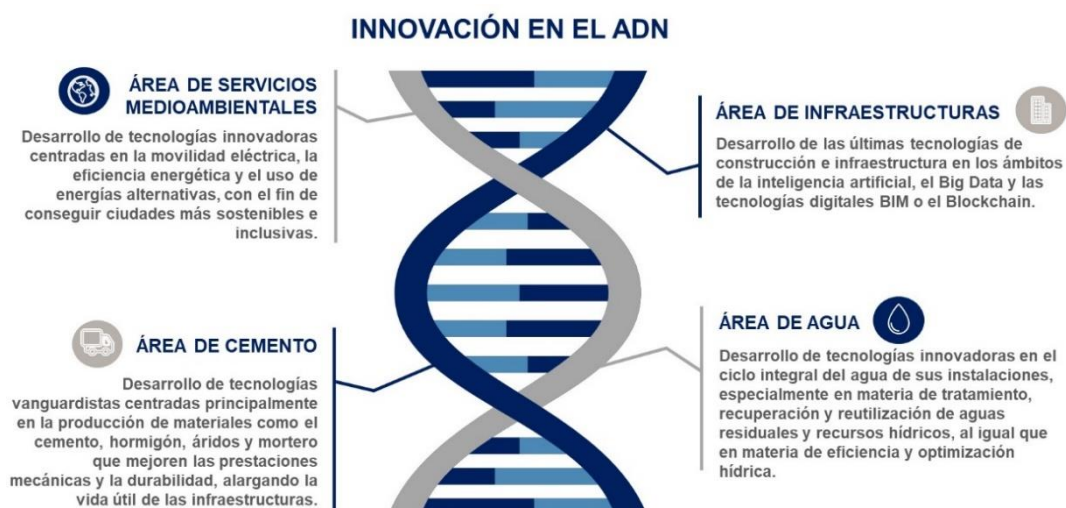 INNOVACIÓN EN EL ADN
ÁREA DE SERVICIOS
MEDIOAMBIENTALES
Desarrollo de tecnologías innovadoras
centradas en la movilidad eléctrica, la
eficiencia energética y el uso de
energías alternativas, con el fin de
conseguir ciudades más sostenibles e
inclusivas.
ÁREA DE INFRAESTRUCTURAS
Desarrollo de las últimas tecnologías de
construcción e infraestructura en los ámbitos
de la inteligencia artificial, el Big Data y las
tecnologías digitales BIM o el Blockchain.
ÁREA DE CEMENTO
Desarrollo de tecnologías
vanguardistas centradas principalmente
en la producción de materiales como el
cemento, hormigón, áridos y mortero
que mejoren las prestaciones
mecánicas y la durabilidad, alargando la
vida útil de las infraestructuras.
ÁREA DE AGUA
Desarrollo de tecnologías innovadoras en el
ciclo integral del agua de sus instalaciones,
especialmente en materia de tratamiento,
recuperación y reutilización de aguas
residuales y recursos hídricos, al igual que
en materia de eficiencia y optimización
hídrica.